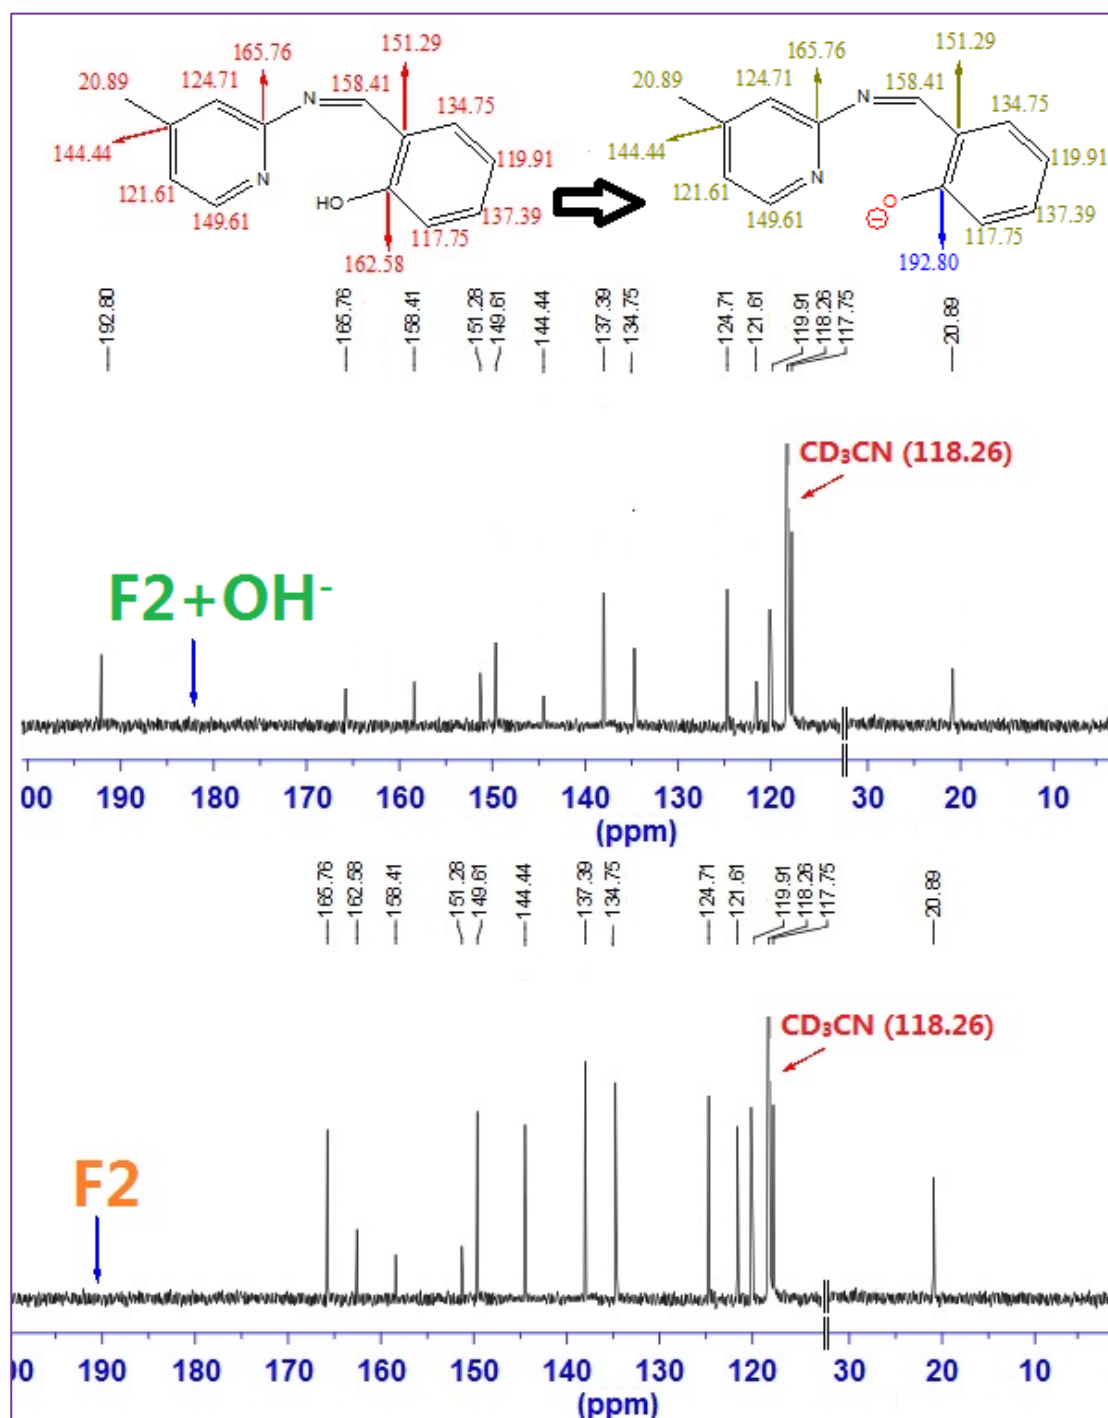 165.76 151.29 165.76 151.29
20.89 124.71 158.41 20.89 124.71 158.41
N 134.75 N 134.75
144.44 119.91 144.44 119.91
121.61 N HO 121.61 N O ⊖
149.61 117.75 137.39 149.61 117.75 137.39
162.58 192.80
192.80 165.76 158.41 151.28 149.61 144.44 137.39 134.75 124.71 121.61 119.91 118.26 117.75 20.89
CD₃CN (118.26)
F2+OH⁻
00 190 180 170 160 150 140 130 120 30 20 10
(ppm)
165.76 162.58 158.41 151.28 149.61 144.44 137.39 134.75 124.71 121.61 119.91 118.26 117.75 20.89
CD₃CN (118.26)
F2
00 190 180 170 160 150 140 130 120 30 20 10
(ppm)